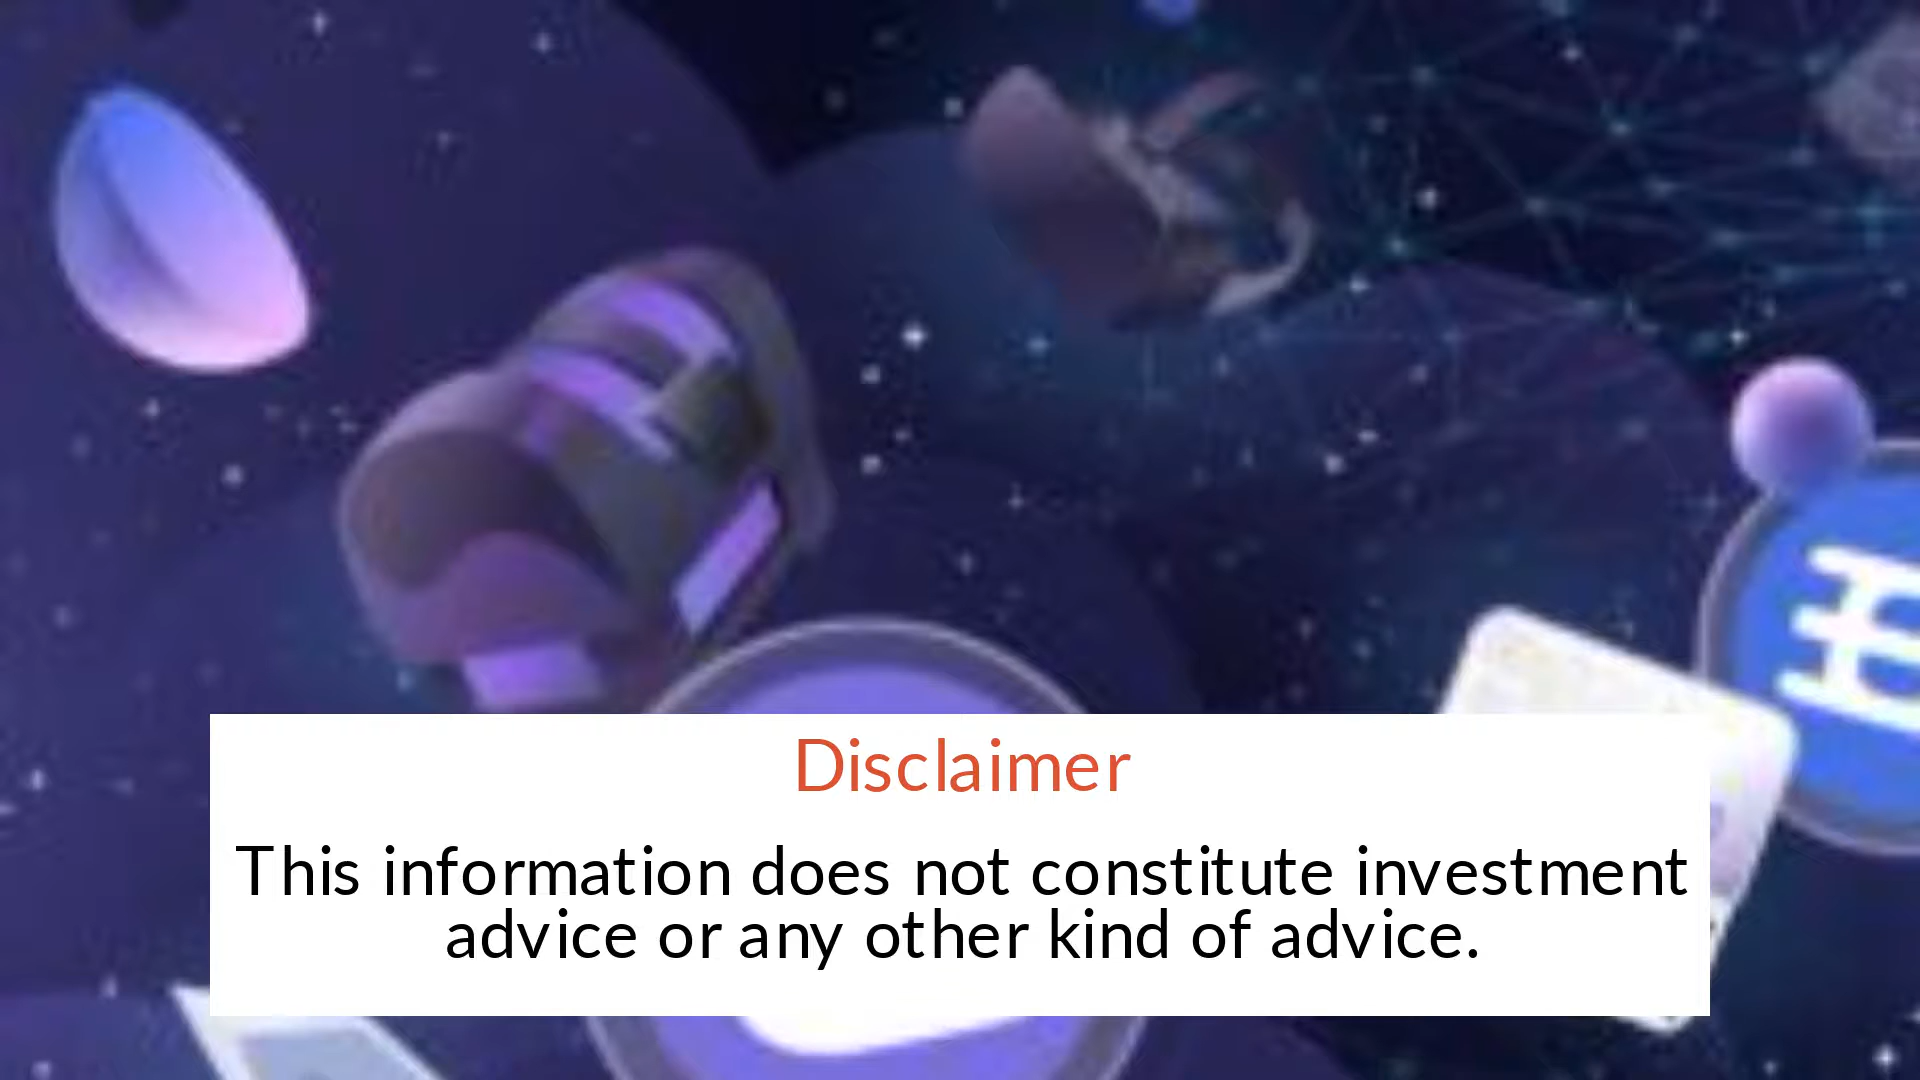 Disclaimer
This information does not constitute investment
advice or any other kind of advice.